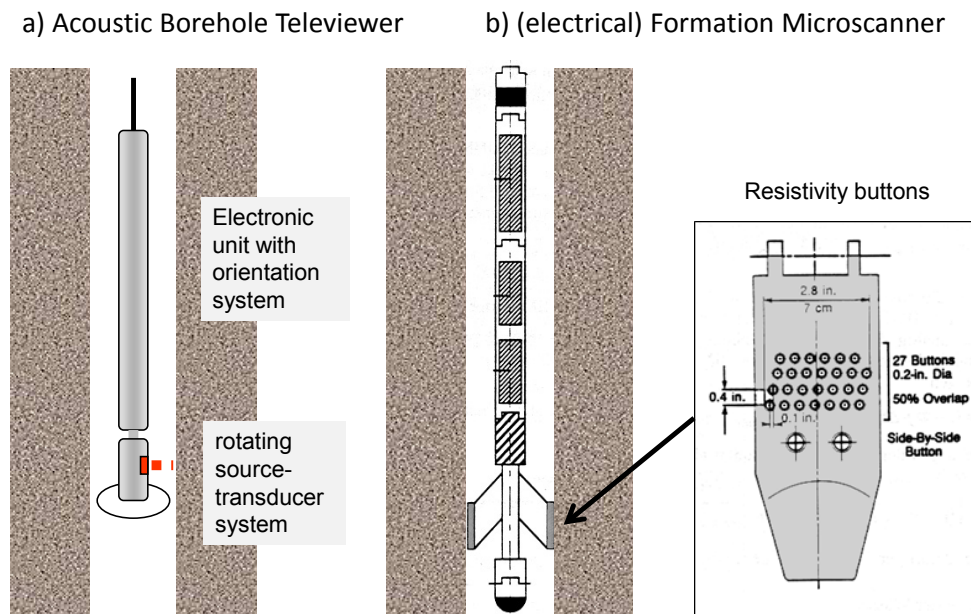 a) Acoustic Borehole Televiewer
b) (electrical) Formation Microscanner
Electronic
unit with
orientation
system
rotating
source-
transducer
system
Resistivity buttons
2.8 in.
7 cm
27 Buttons
0.2-in. Dia
50% Overlap
0.4 in.
0.1 in.
Side-By-Side
Button